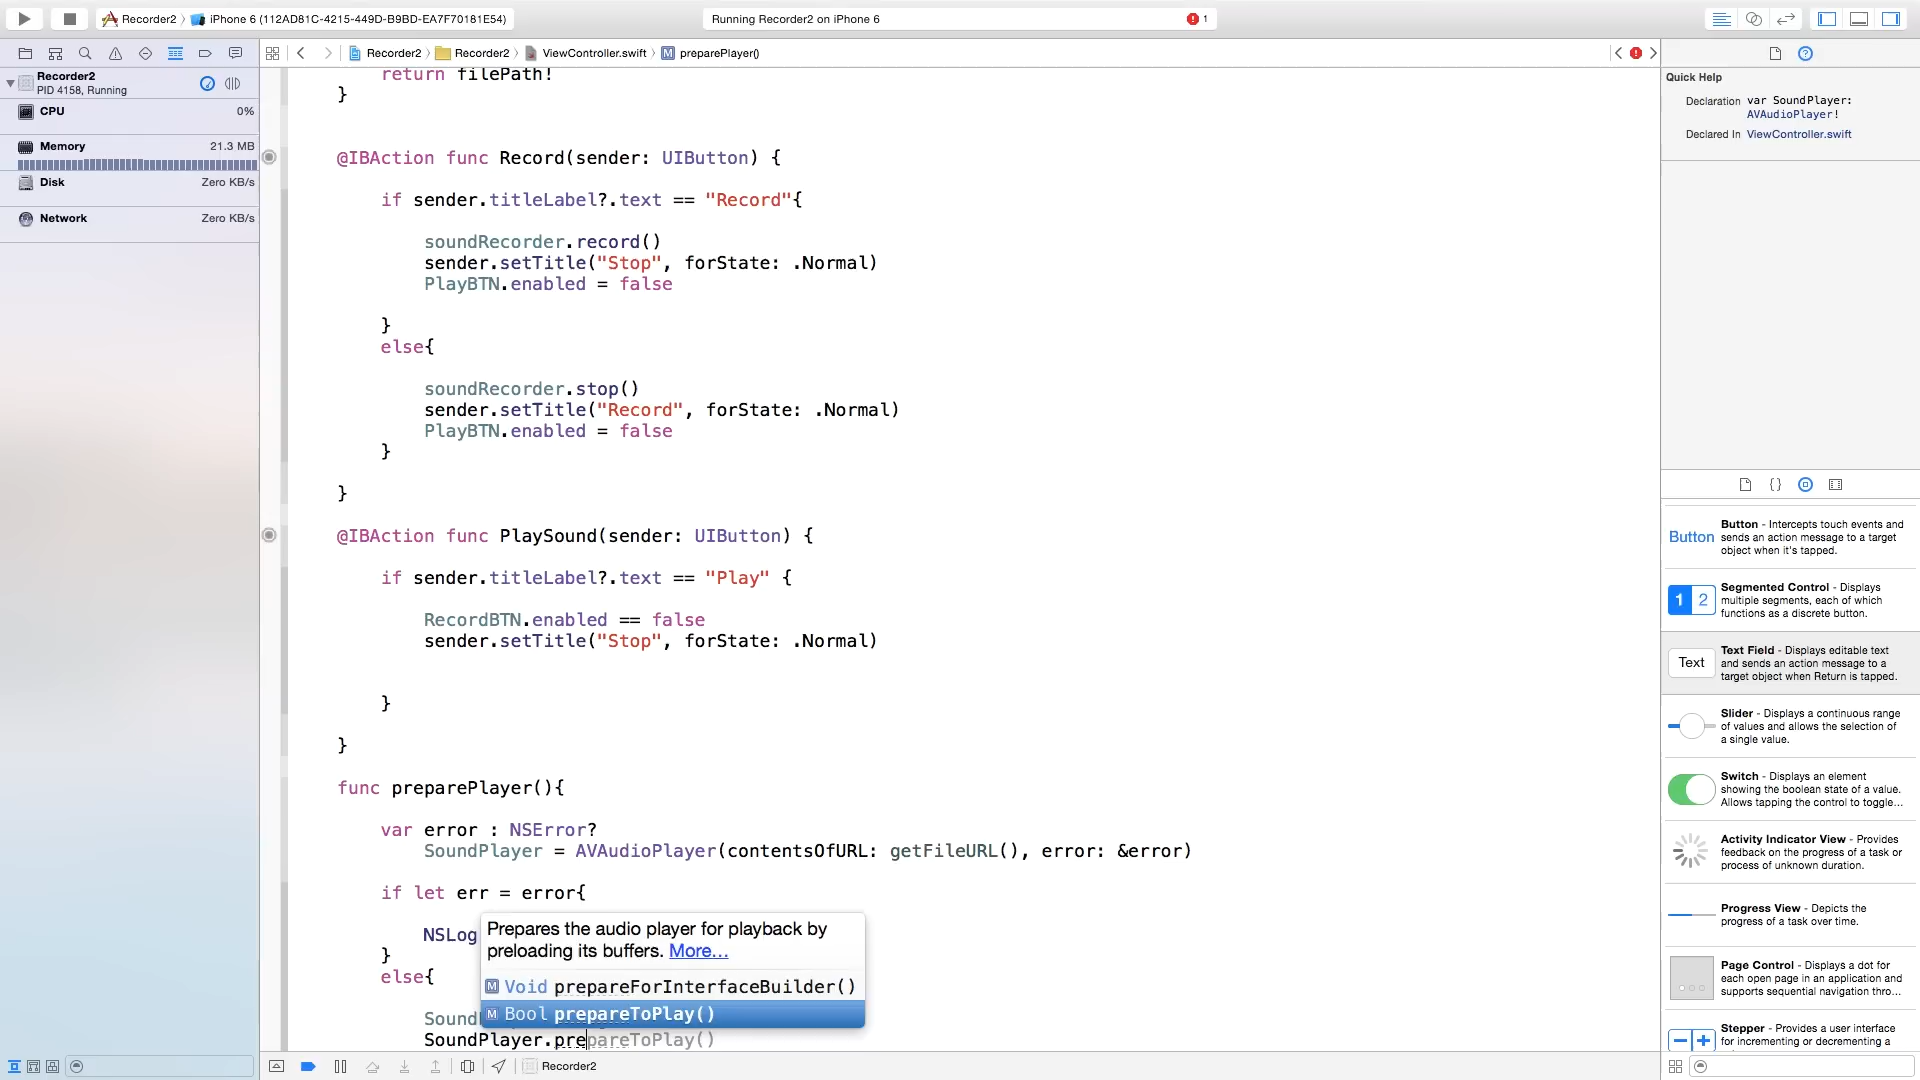 Recorder2 〉 iPhone 6 (112AD81C-4215-449D-B9BD-EA7F70181E54)
Running Recorder2 on iPhone 6
1
Recorder2 〉 Recorder2 〉 ViewController.swift 〉 M preparePlayer()
Recorder2
PID 4158, Running
CPU 0%
Memory 21.3 MB
Disk Zero KB/s
Network Zero KB/s
return filePath!
}
@IBAction func Record(sender: UIButton) {
if sender.titleLabel?.text == "Record"{
soundRecorder.record()
sender.setTitle("Stop", forState: .Normal)
PlayBTN.enabled = false
}
else{
soundRecorder.stop()
sender.setTitle("Record", forState: .Normal)
PlayBTN.enabled = false
}
}
@IBAction func PlaySound(sender: UIButton) {
if sender.titleLabel?.text == "Play" {
RecordBTN.enabled == false
sender.setTitle("Stop", forState: .Normal)
}
}
func preparePlayer(){
var error : NSError?
SoundPlayer = AVAudioPlayer(contentsOfURL: getFileURL(), error: &error)
if let err = error{
NSLog
}
else{
Sound
SoundPlayer.prepareToPlay()
Prepares the audio player for playback by
preloading its buffers. More...
M Void prepareForInterfaceBuilder()
M Bool prepareToPlay()
Recorder2
Quick Help
Declaration var SoundPlayer:
AVAudioPlayer!
Declared In ViewController.swift
{}
Button
Button - Intercepts touch events and
sends an action message to a target
object when it's tapped.
1 2
Segmented Control - Displays
multiple segments, each of which
functions as a discrete button.
Text
Text Field - Displays editable text
and sends an action message to a
target object when Return is tapped.
Slider - Displays a continuous range
of values and allows the selection of
a single value.
Switch - Displays an element
showing the boolean state of a value.
Allows tapping the control to toggle...
Activity Indicator View - Provides
feedback on the progress of a task or
process of unknown duration.
Progress View - Depicts the
progress of a task over time.
Page Control - Displays a dot for
each open page in an application and
supports sequential navigation thro...
Stepper - Provides a user interface
for incrementing or decrementing a